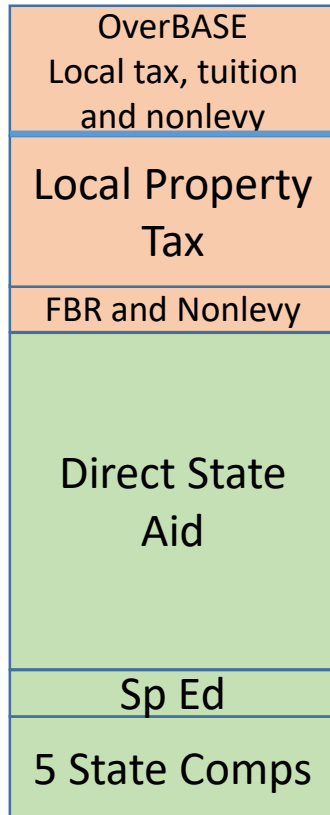 OverBASE
Local tax, tuition
and nonlevy
Local Property
Tax
FBR and Nonlevy
Direct State
Aid
Sp Ed
5 State Comps